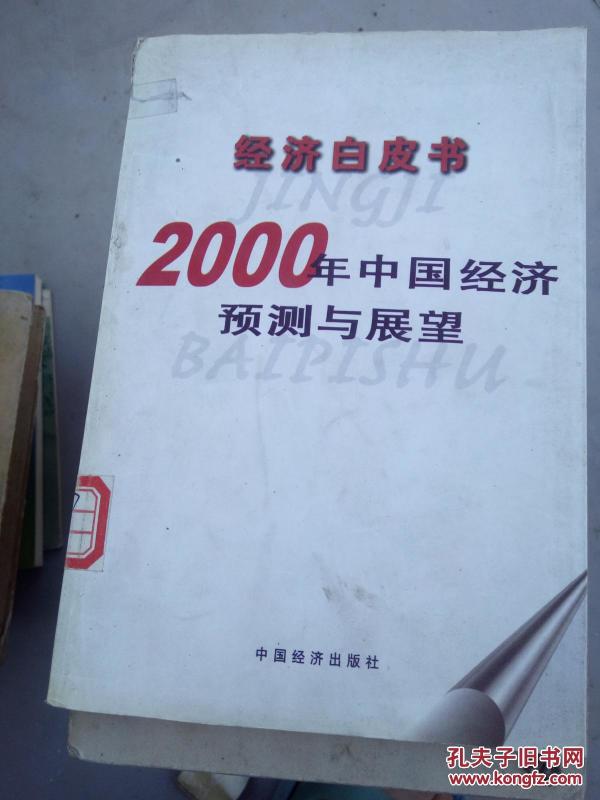 经济白皮书
JINGJI
2000年中国经济
预测与展望
BAIPISHU
中国经济出版社
7
孔夫子旧书网
www.kongfz.com